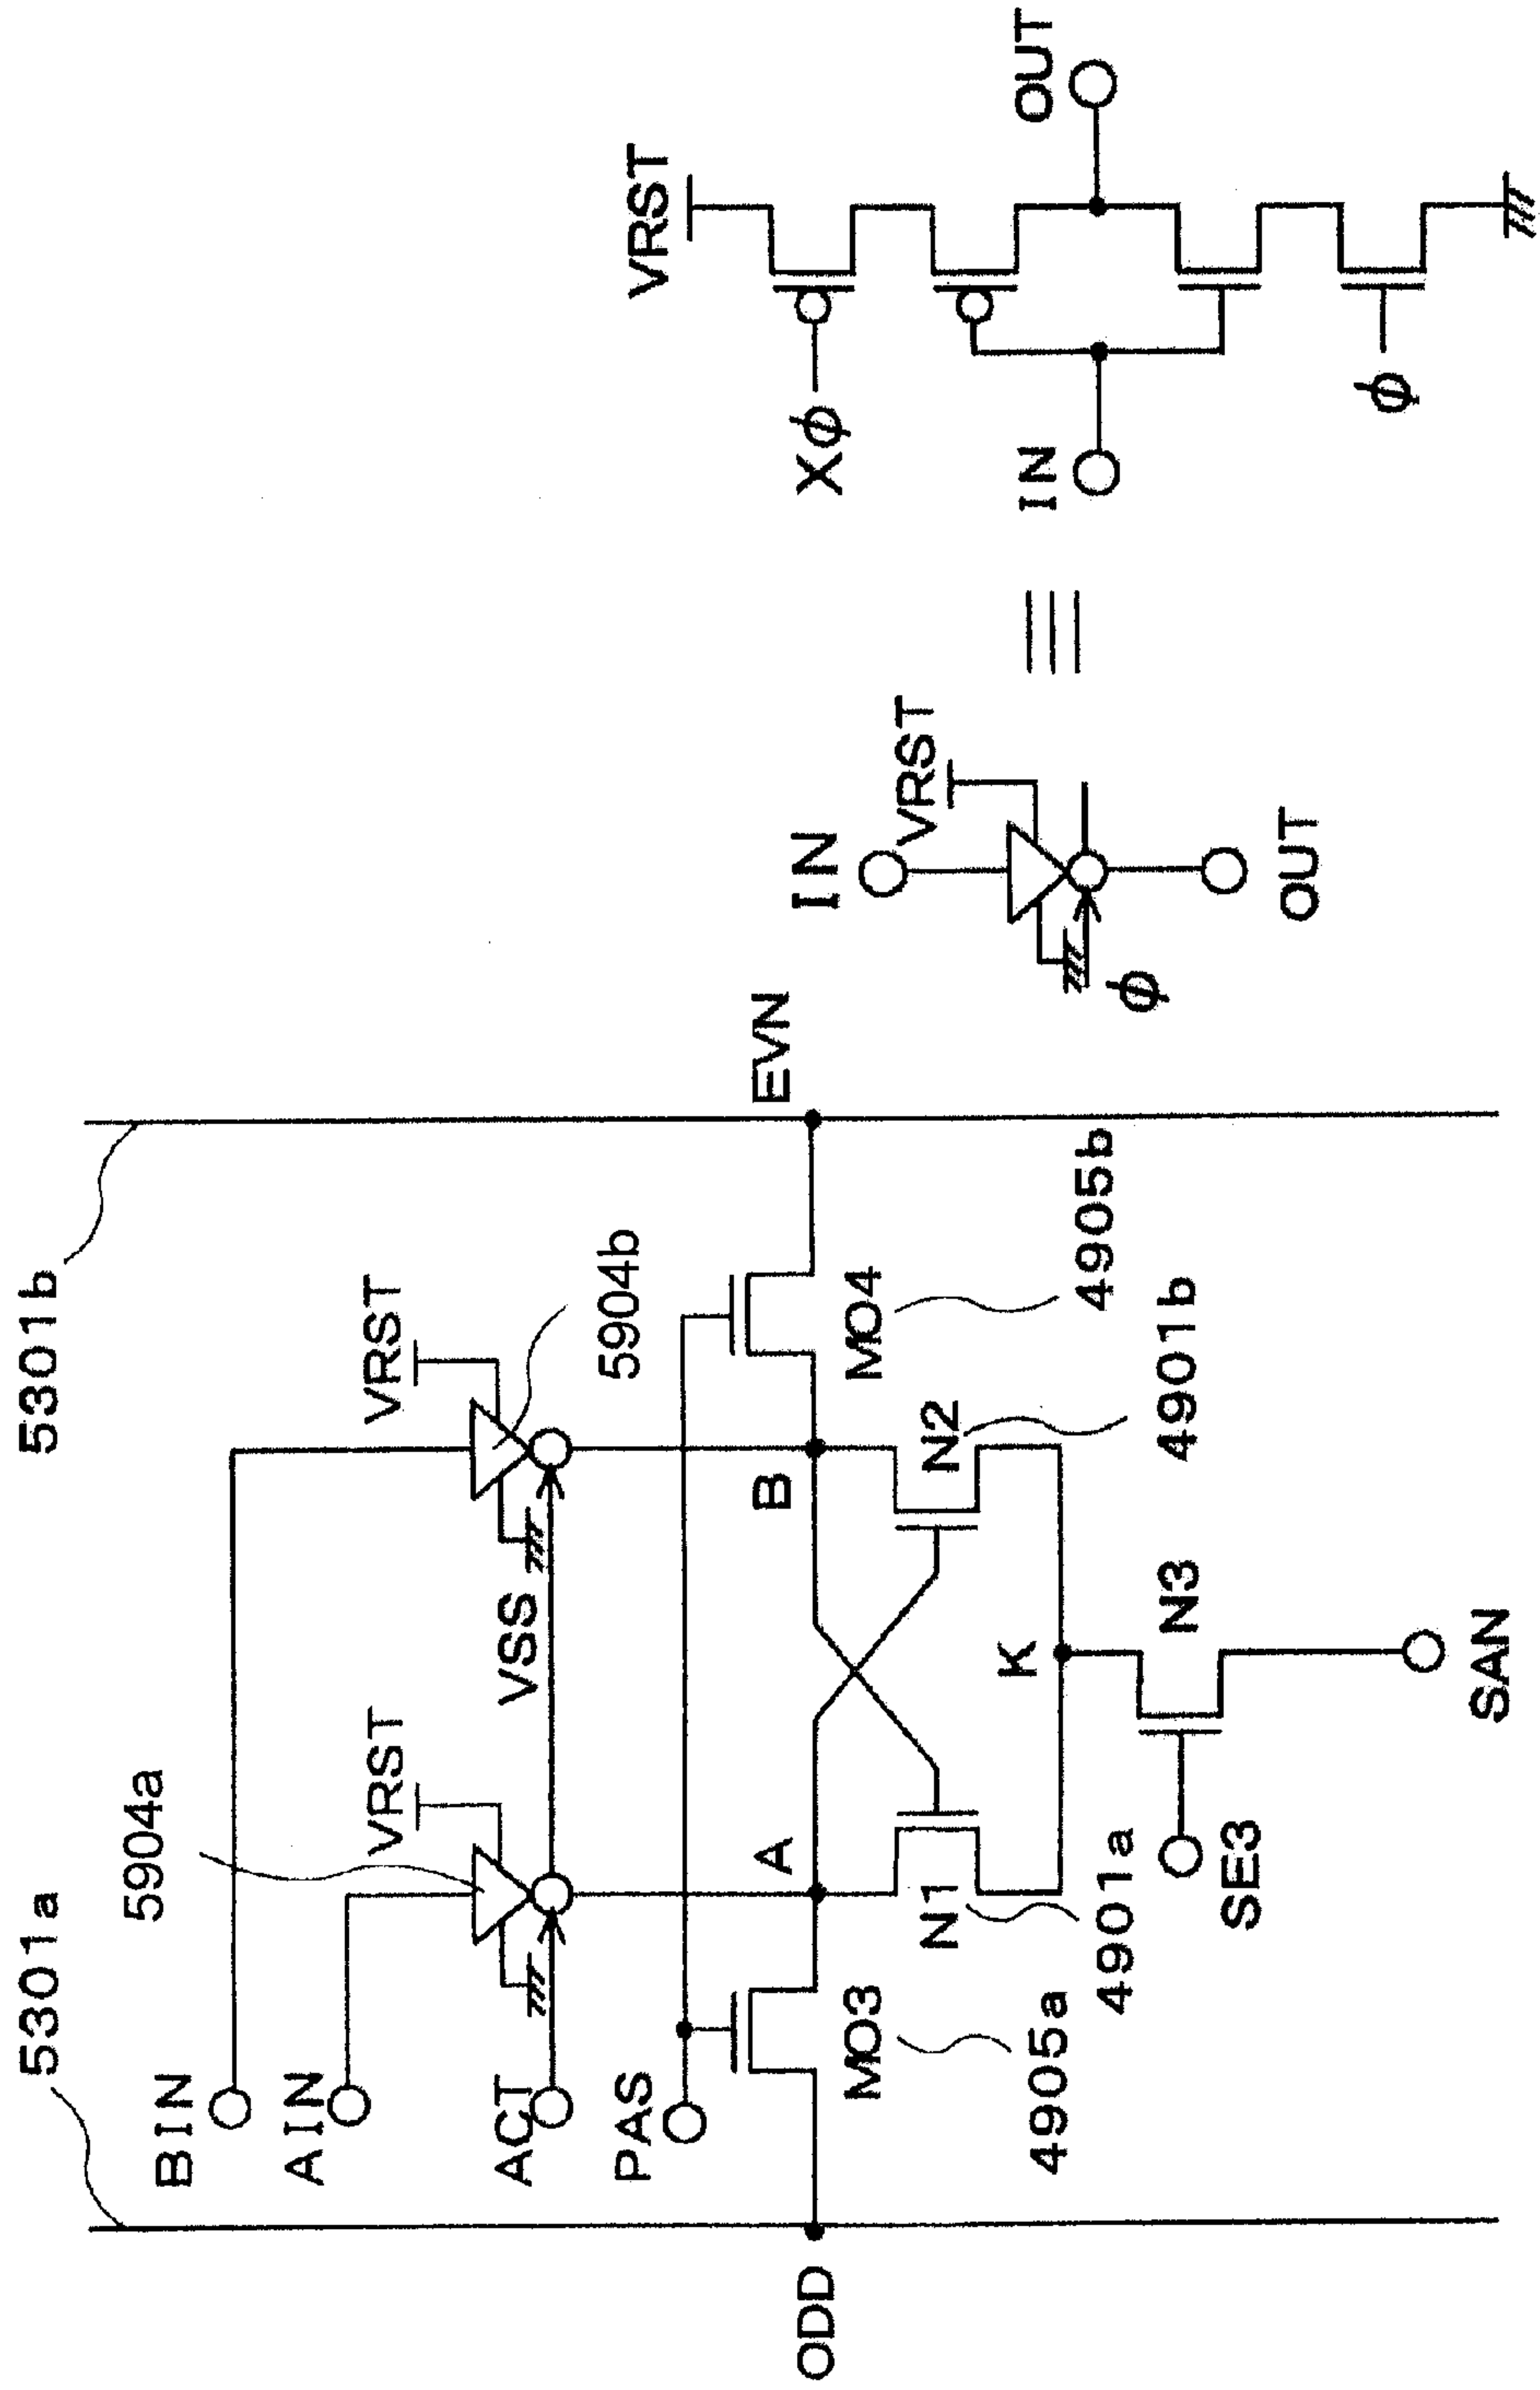 5301a
5301b
BIN
AIN
ACT
PAS
5904a
VRST
VSS
VRST
5904b
ODD
A
B
EVN
MO3
4905a
N1
4901a
N2
4901b
MO4
4905b
K
SE3
N3
SAN
IN
VRST
ϕ
OUT
VRST
Xϕ
IN
OUT
ϕ